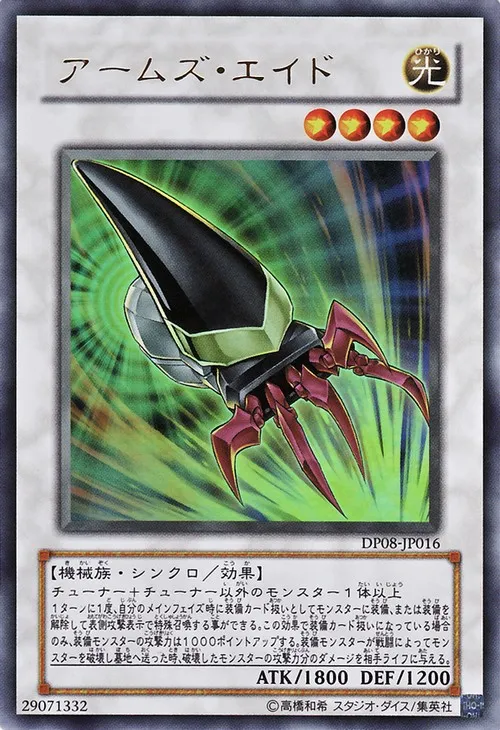 アームズ・エイド
光
DP08-JP016
【機械族・シンクロ／効果】
チューナー＋チューナー以外のモンスター１体以上
１ターンに１度、自分のメインフェイズ時に装備カード扱いとしてモンスターに装備、または装備を
解除して表側攻撃表示で特殊召喚する事ができる。この効果で装備カード扱いになっている場合
のみ、装備モンスターの攻撃力は１０００ポイントアップする。装備モンスターが戦闘によってモン
スターを破壊し墓地へ送った時、破壊したモンスターの攻撃力分のダメージを相手ライフに与える。
ATK/1800 DEF/1200
29071332
©高橋和希 スタジオ・ダイス/集英社